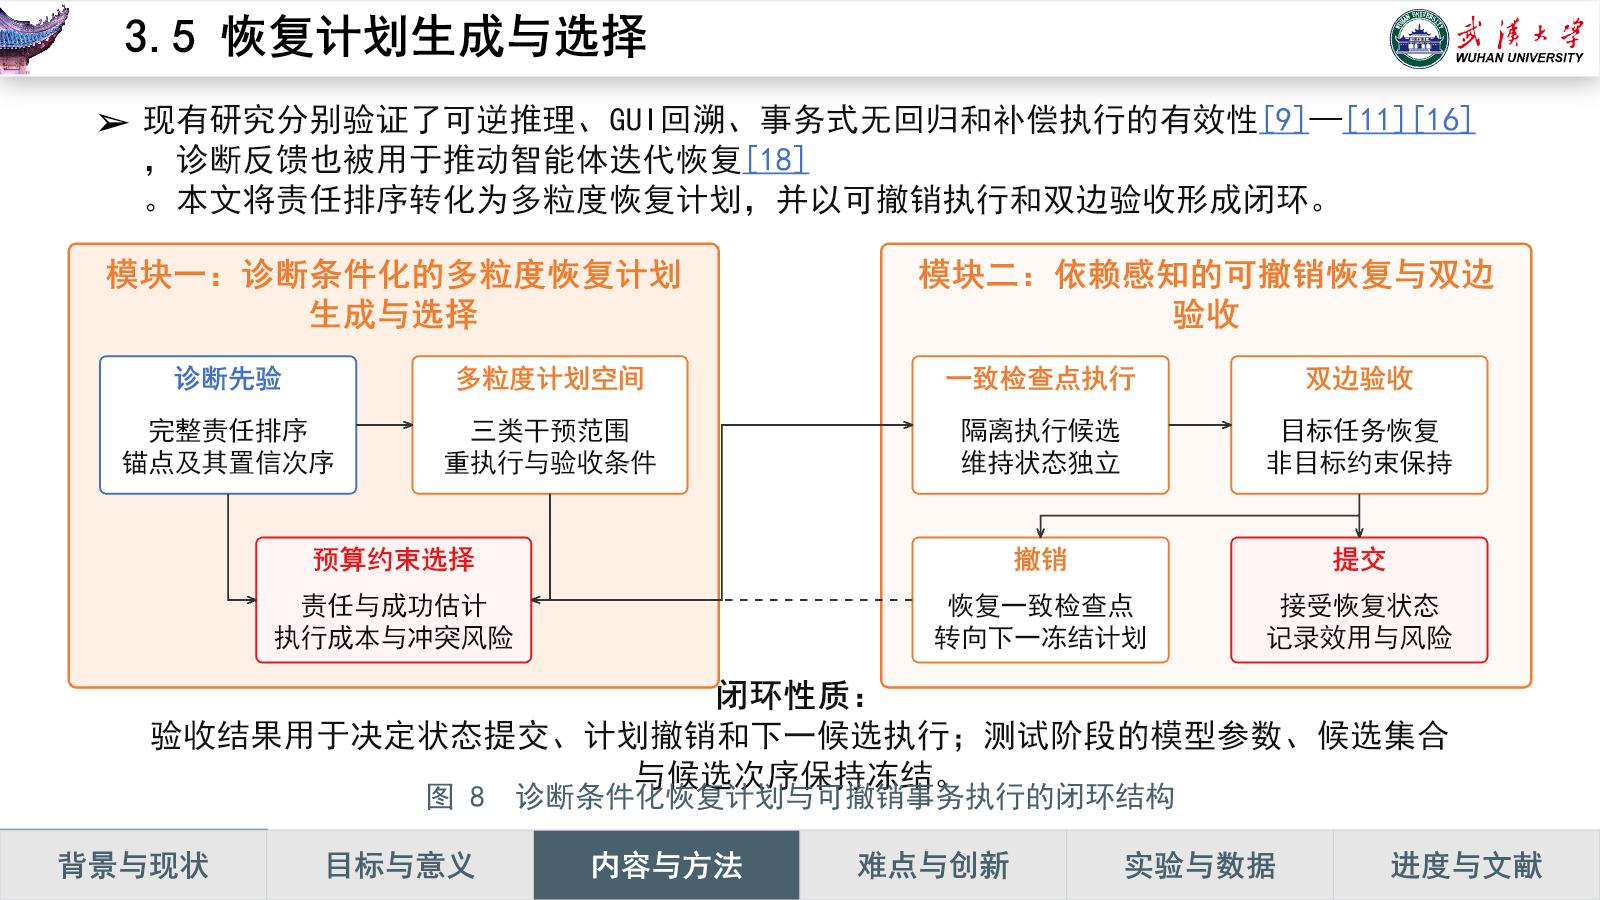 3.5 恢复计划生成与选择
武汉大学
WUHAN UNIVERSITY
➢ 现有研究分别验证了可逆推理、GUI回溯、事务式无回归和补偿执行的有效性[9]—[11][16]
，诊断反馈也被用于推动智能体迭代恢复[18]
。本文将责任排序转化为多粒度恢复计划，并以可撤销执行和双边验收形成闭环。
模块一：诊断条件化的多粒度恢复计划
生成与选择
诊断先验
完整责任排序
锚点及其置信次序
多粒度计划空间
三类干预范围
重执行与验收条件
预算约束选择
责任与成功估计
执行成本与冲突风险
模块二：依赖感知的可撤销恢复与双边
验收
一致检查点执行
隔离执行候选
维持状态独立
双边验收
目标任务恢复
非目标约束保持
撤销
恢复一致检查点
转向下一冻结计划
提交
接受恢复状态
记录效用与风险
闭环性质：
验收结果用于决定状态提交、计划撤销和下一候选执行；测试阶段的模型参数、候选集合
与候选次序保持冻结。
图 8 诊断条件化恢复计划与可撤销事务执行的闭环结构
背景与现状
目标与意义
内容与方法
难点与创新
实验与数据
进度与文献